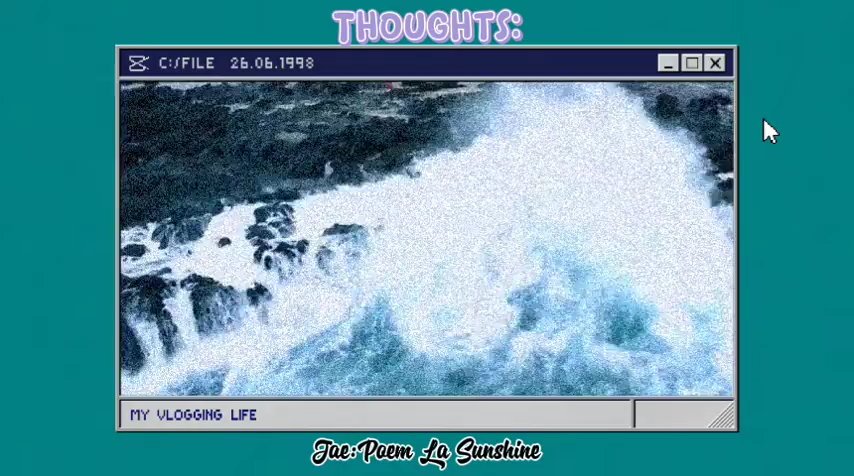 THOUGHTS:
C:/FILE 26.06.1998
MY VLOGGING LIFE
Jae:Poem La Sunshine